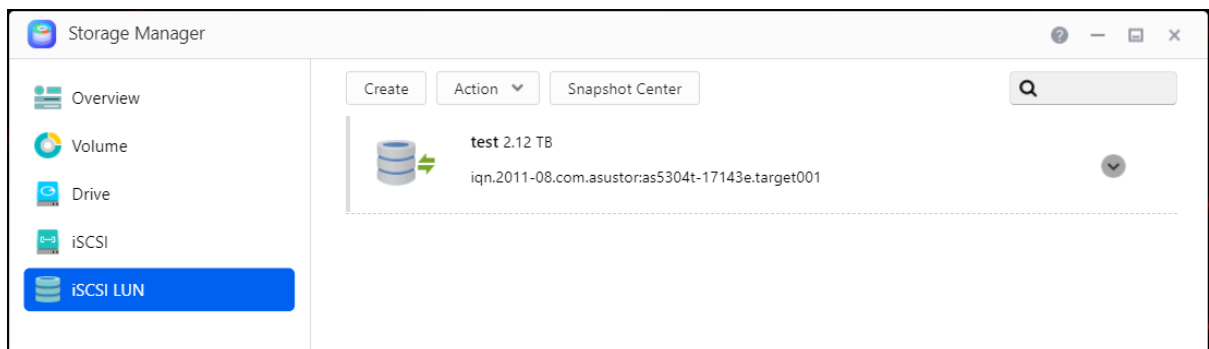 Storage Manager
Overview
Volume
Drive
iSCSI
iSCSI LUN
Create Action Snapshot Center
test 2.12 TB
iqn.2011-08.com.asustor:as5304t-17143e.target001